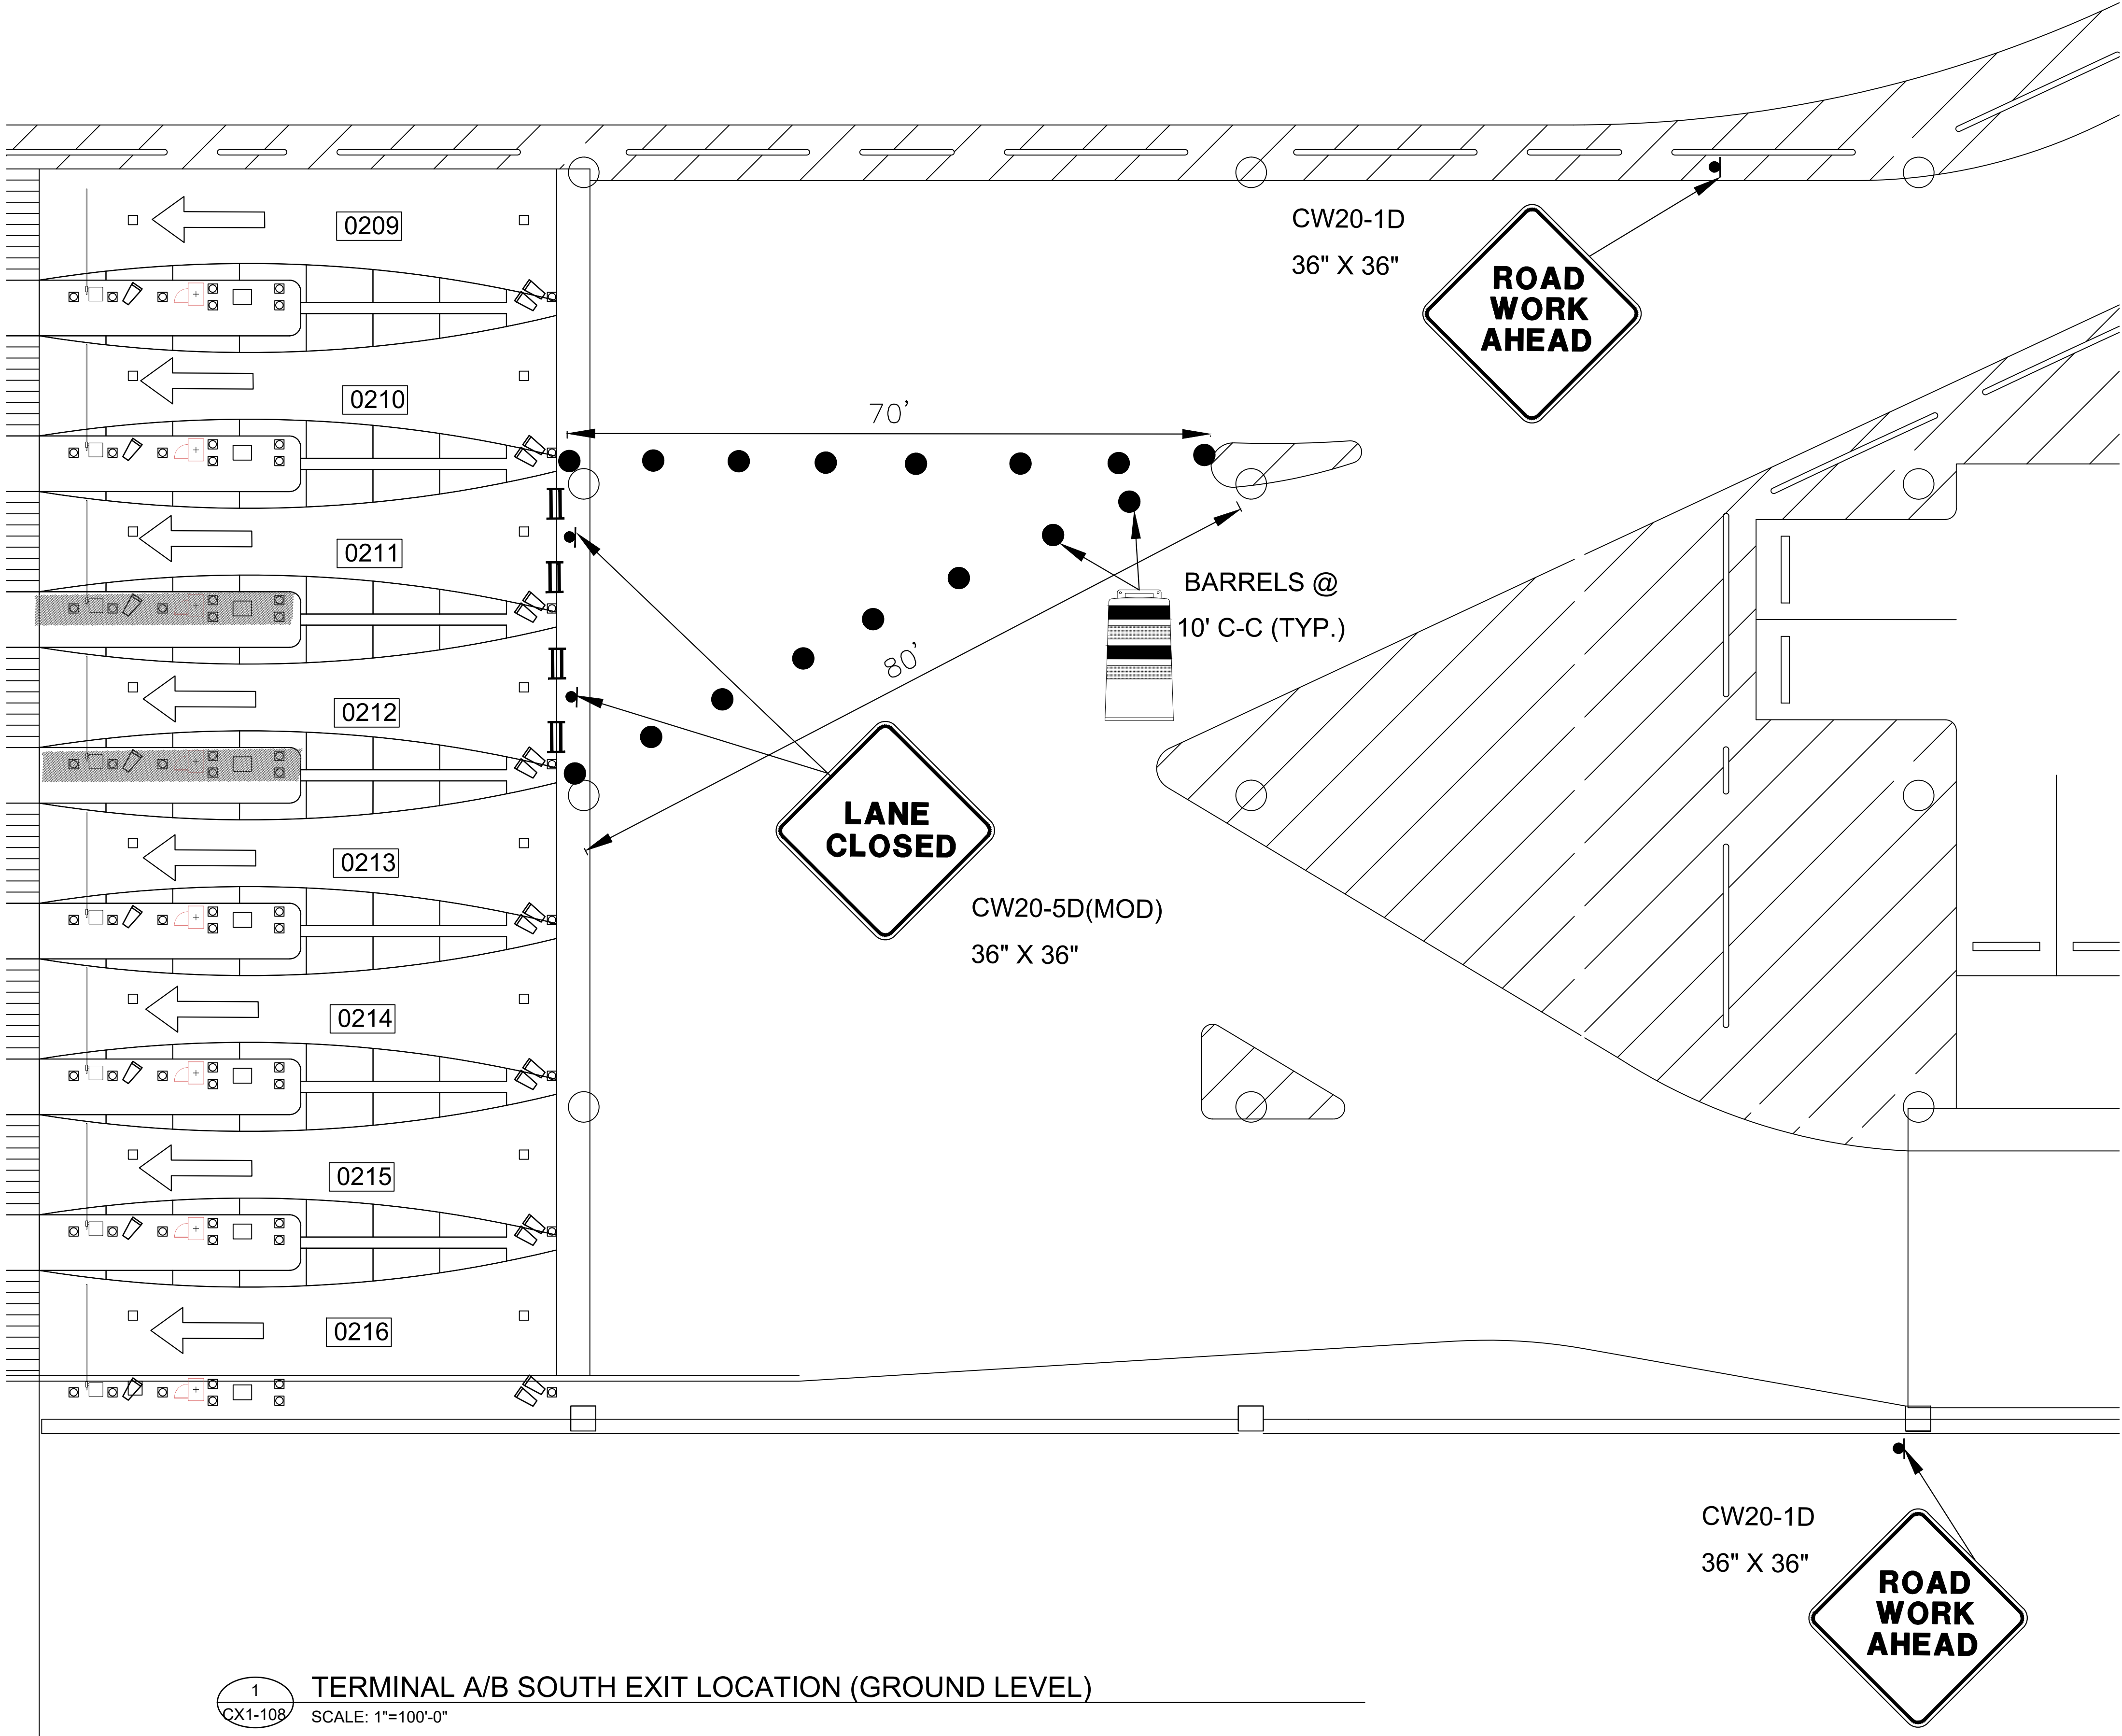 0209
CW20-1D
36" X 36"
ROAD
WORK
AHEAD
0210
70'
0211
BARRELS @
10' C-C (TYP.)
80'
0212
LANE
CLOSED
0213
CW20-5D(MOD)
36" X 36"
0214
0215
0216
CW20-1D
36" X 36"
ROAD
WORK
AHEAD
1
CX1-108
TERMINAL A/B SOUTH EXIT LOCATION (GROUND LEVEL)
SCALE: 1"=100'-0"